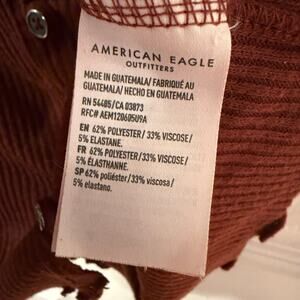 AMERICAN EAGLE
OUTFITTERS
MADE IN GUATEMALA/ FABRIQUÉ AU
GUATEMALA/ HECHO EN GUATEMALA
RN 54485/CA 03873
RFC# AEM120605U9A
EN 62% POLYESTER/ 33% VISCOSE/
5% ELASTANE.
FR 62% POLYESTER/ 33% VISCOSE/
5% ÉLASTHANNE.
SP 62% poliéster/ 33% viscosa/
5% elastano.